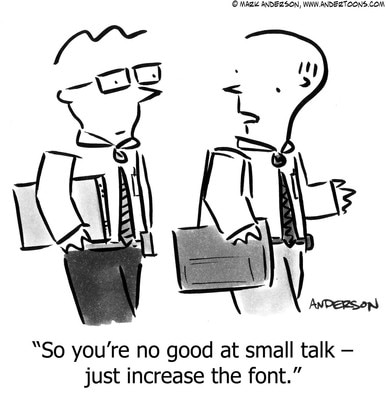 © MARK ANDERSON, WWW.ANDERTOONS.COM
ANDERSON
“So you’re no good at small talk –
just increase the font.”